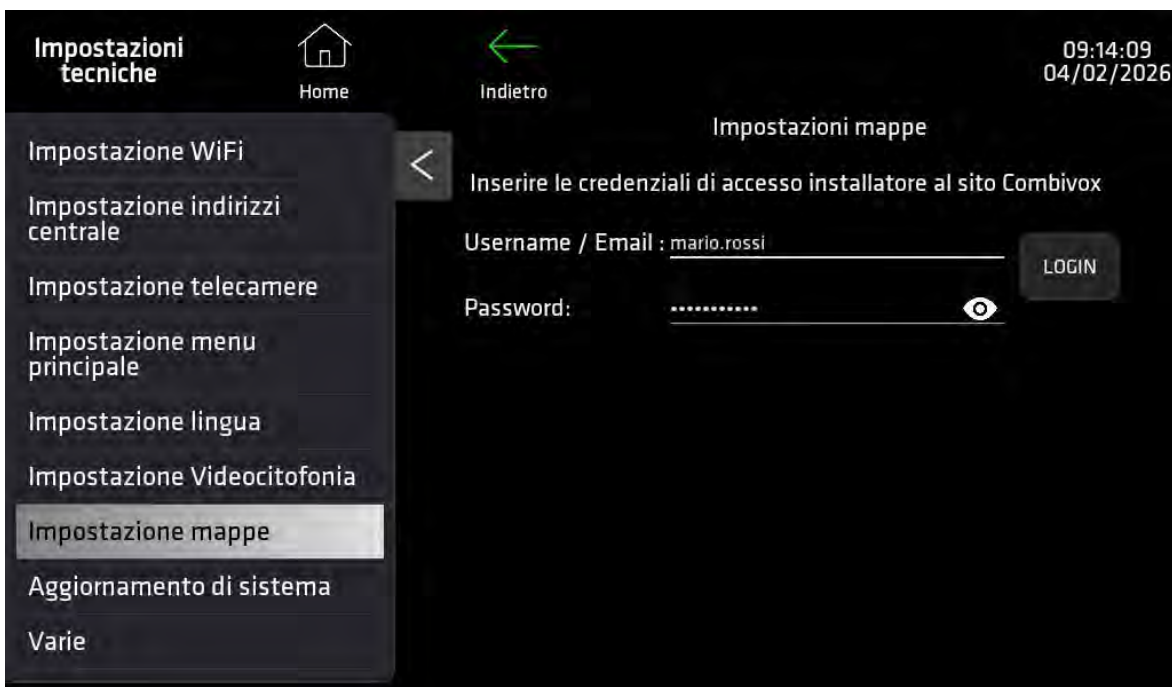 Impostazioni
tecniche
Home
Indietro
09:14:09
04/02/2026
Impostazione WiFi
Impostazione indirizzi
centrale
Impostazione telecamere
Impostazione menu
principale
Impostazione lingua
Impostazione Videocitofonia
Impostazione mappe
Aggiornamento di sistema
Varie
Impostazioni mappe
Inserire le credenziali di accesso installatore al sito Combivox
Username / Email : mario.rossi
LOGIN
Password: •••••••••••